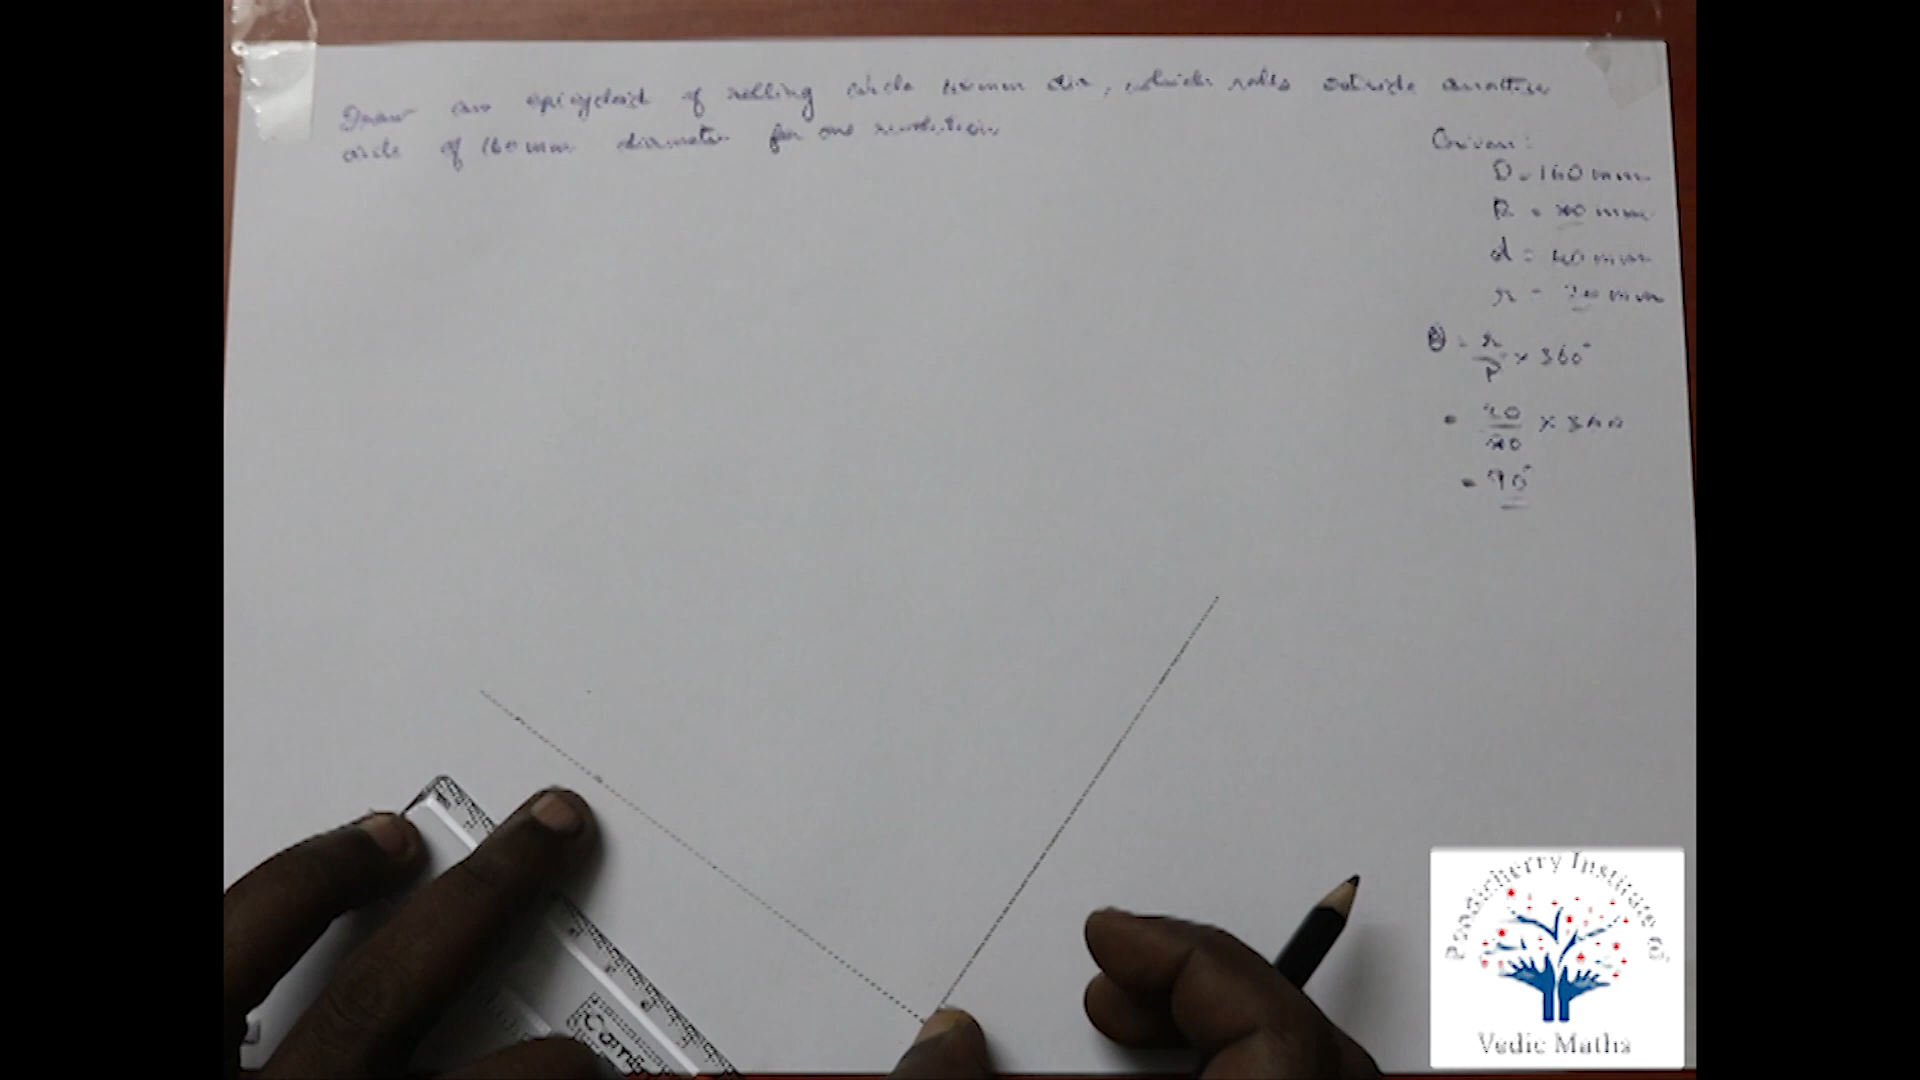 Draw an epicycloid of rolling circle 40mm dia, which rolls outside another
circle of 160mm diameter for one revolution
Given:
D = 160 mm
R = 80 mm
d = 40 mm
r = 20 mm
θ = r/R × 360°
= 20/80 × 360
= 90°
Pondicherry Institute of
Vedic Maths